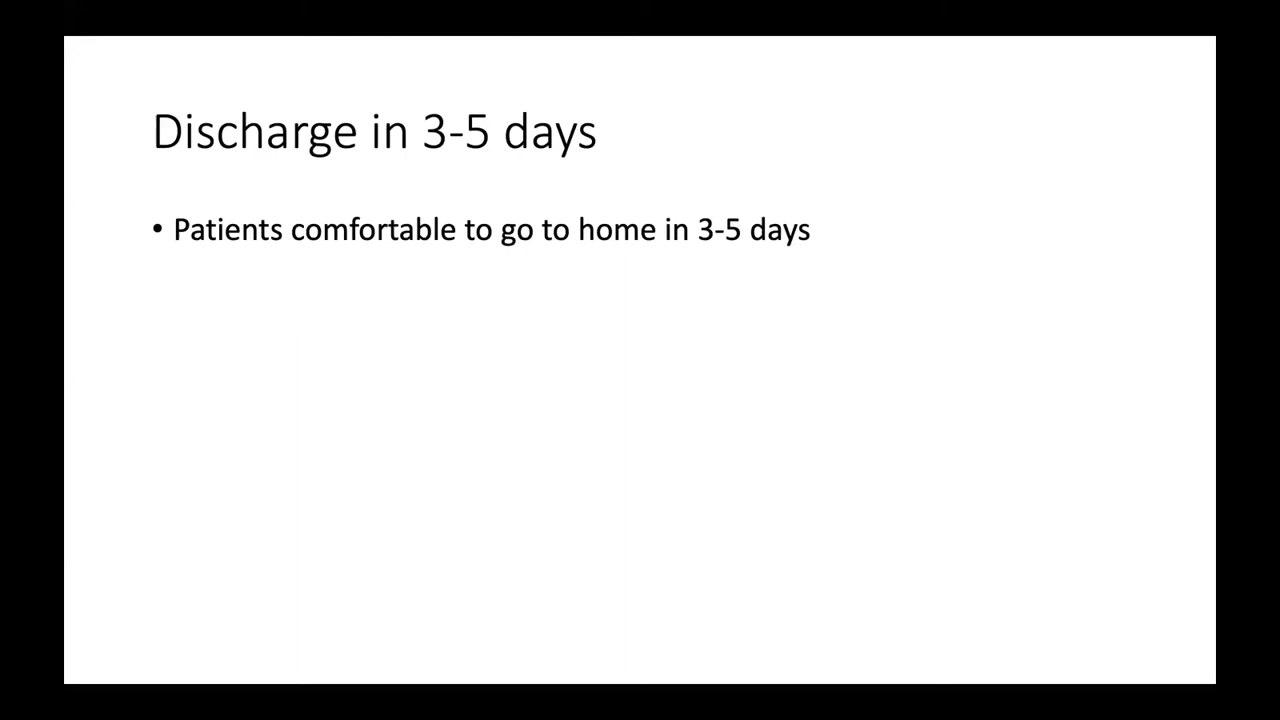 Discharge in 3-5 days
• Patients comfortable to go to home in 3-5 days